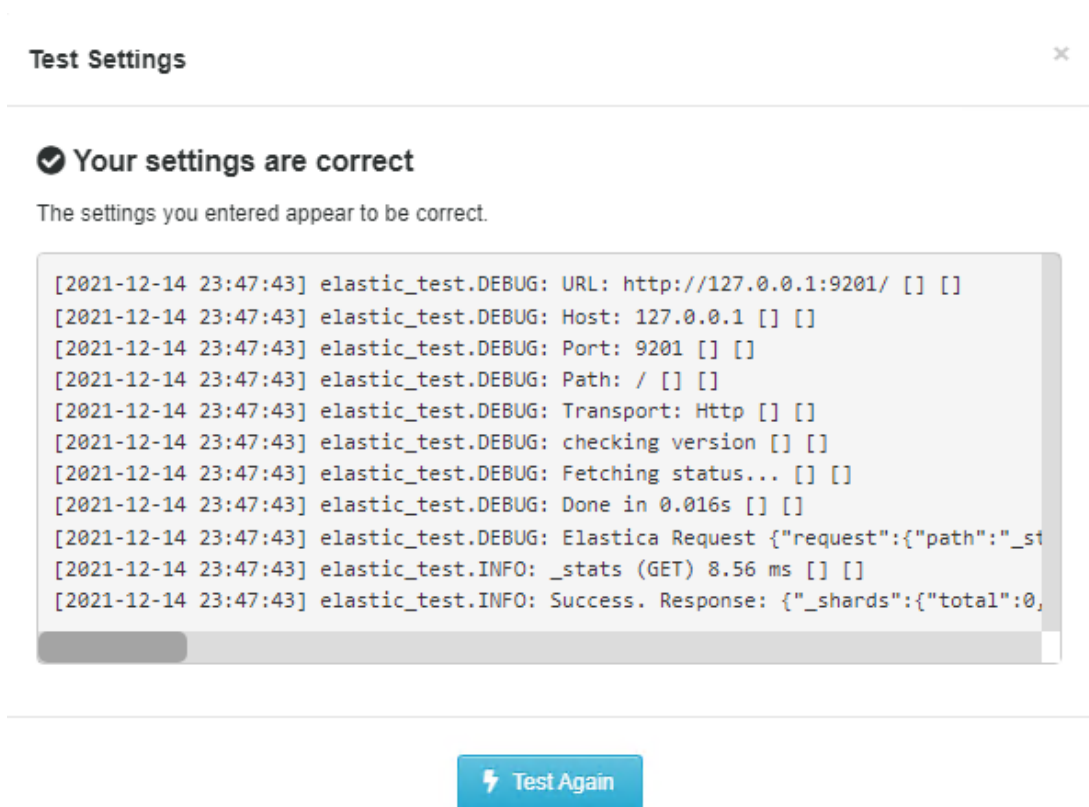 Test Settings
×
Your settings are correct
The settings you entered appear to be correct.
[2021-12-14 23:47:43] elastic_test.DEBUG: URL: http://127.0.0.1:9201/ [] []
[2021-12-14 23:47:43] elastic_test.DEBUG: Host: 127.0.0.1 [] []
[2021-12-14 23:47:43] elastic_test.DEBUG: Port: 9201 [] []
[2021-12-14 23:47:43] elastic_test.DEBUG: Path: / [] []
[2021-12-14 23:47:43] elastic_test.DEBUG: Transport: Http [] []
[2021-12-14 23:47:43] elastic_test.DEBUG: checking version [] []
[2021-12-14 23:47:43] elastic_test.DEBUG: Fetching status... [] []
[2021-12-14 23:47:43] elastic_test.DEBUG: Done in 0.016s [] []
[2021-12-14 23:47:43] elastic_test.DEBUG: Elastica Request {"request":{"path":"_st
[2021-12-14 23:47:43] elastic_test.INFO: _stats (GET) 8.56 ms [] []
[2021-12-14 23:47:43] elastic_test.INFO: Success. Response: {"_shards":{"total":0,
Test Again